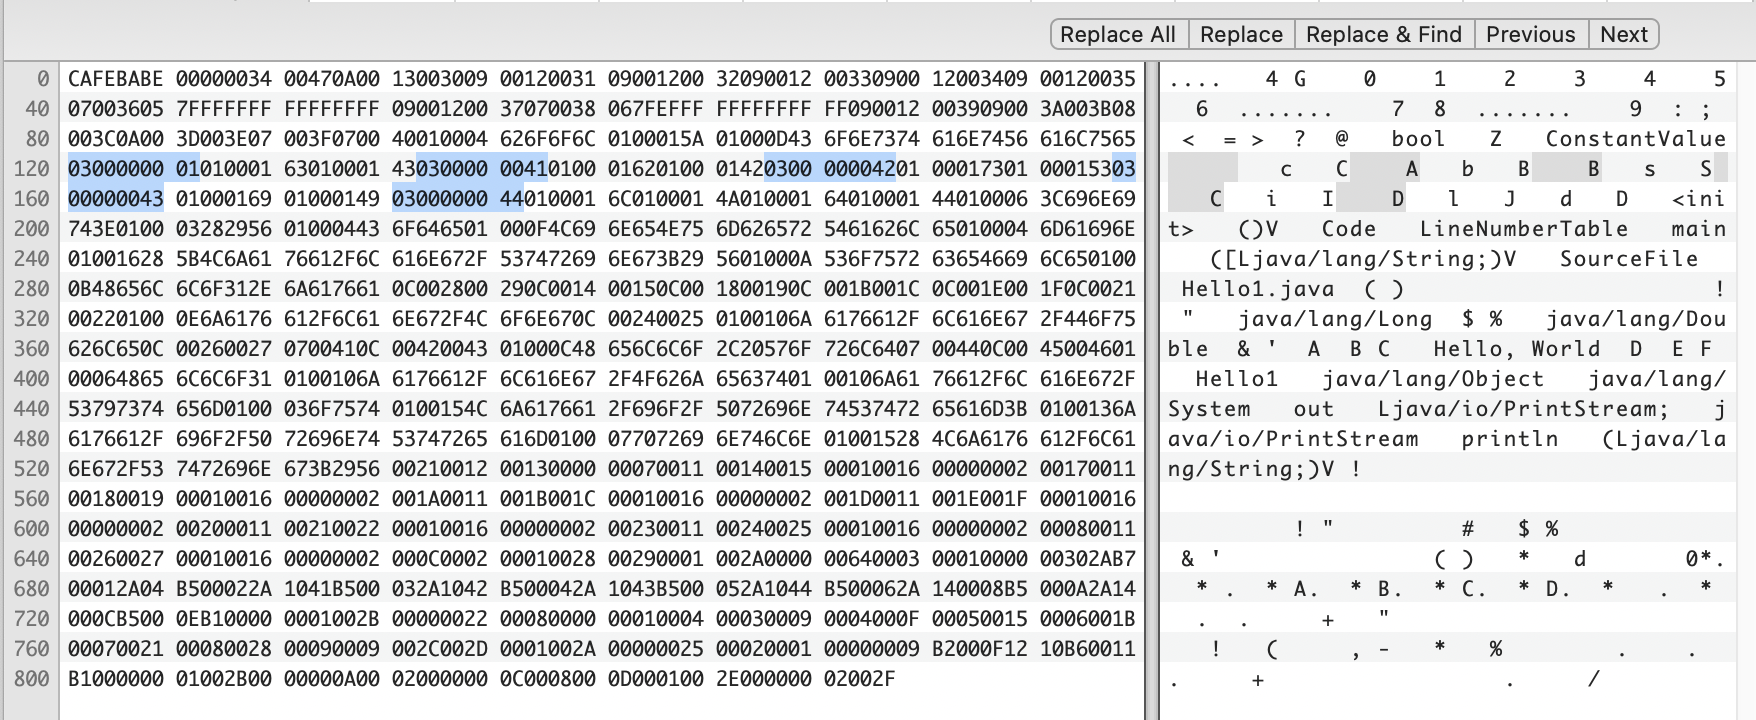 Replace All Replace Replace & Find Previous Next
0 CAFEBABE 00000034 00470A00 13003009 00120031 09001200 32090012 00330900 12003409 00120035 .... 4 G 0 1 2 3 4 5
40 07003605 7FFFFFFF FFFFFFFF 09001200 37070038 067FEFFF FFFFFFFF FF090012 00390900 3A003B08 6 ....... 7 8 ....... 9 : ;
80 003C0A00 3D003E07 003F0700 40010004 626F6F6C 0100015A 01000D43 6F6E7374 616E7456 616C7565 < = > ? @ bool Z ConstantValue
120 03000000 01010001 63010001 43030000 00410100 01620100 01420300 00004201 00017301 00015303 c C A b B B s S
160 00000043 01000169 01000149 03000000 44010001 6C010001 4A010001 64010001 44010006 3C696E69 C i I D l J d D <ini
200 743E0100 03282956 01000443 6F646501 000F4C69 6E654E75 6D626572 5461626C 65010004 6D61696E t> ()V Code LineNumberTable main
240 01001628 5B4C6A61 76612F6C 616E672F 53747269 6E673B29 5601000A 536F7572 63654669 6C650100 ([Ljava/lang/String;)V SourceFile
280 0B48656C 6C6F312E 6A617661 0C002800 290C0014 00150C00 1800190C 001B001C 0C001E00 1F0C0021 Hello1.java ( ) !
320 00220100 0E6A6176 612F6C61 6E672F4C 6F6E670C 00240025 0100106A 6176612F 6C616E67 2F446F75 " java/lang/Long $ % java/lang/Dou
360 626C650C 00260027 0700410C 00420043 01000C48 656C6C6F 2C20576F 726C6407 00440C00 45004601 ble & ' A B C Hello, World D E F
400 00064865 6C6C6F31 0100106A 6176612F 6C616E67 2F4F626A 65637401 00106A61 76612F6C 616E672F Hello1 java/lang/Object java/lang/
440 53797374 656D0100 036F7574 0100154C 6A617661 2F696F2F 5072696E 74537472 65616D3B 0100136A System out Ljava/io/PrintStream; j
480 6176612F 696F2F50 72696E74 53747265 616D0100 07707269 6E746C6E 01001528 4C6A6176 612F6C61 ava/io/PrintStream println (Ljava/la
520 6E672F53 7472696E 673B2956 00210012 00130000 00070011 00140015 00010016 00000002 00170011 ng/String;)V !
560 00180019 00010016 00000002 001A0011 001B001C 00010016 00000002 001D0011 001E001F 00010016
600 00000002 00200011 00210022 00010016 00000002 00230011 00240025 00010016 00000002 00080011 ! " # $ %
640 00260027 00010016 00000002 000C0002 00010028 00290001 002A0000 00640003 00010000 00302AB7 & ' ( ) * d 0*.
680 00012A04 B500022A 1041B500 032A1042 B500042A 1043B500 052A1044 B500062A 140008B5 000A2A14 *. *A. *B. *C. *D. * . *
720 000CB500 0EB10000 0001002B 00000022 00080000 00010004 00030009 0004000F 00050015 0006001B . . + "
760 00070021 00080028 00090009 002C002D 0001002A 00000025 00020001 00000009 B2000F12 10B60011 ! ( , - * % . .
800 B1000000 01002B00 00000A00 02000000 0C000800 0D000100 2E000000 02002F . + . /